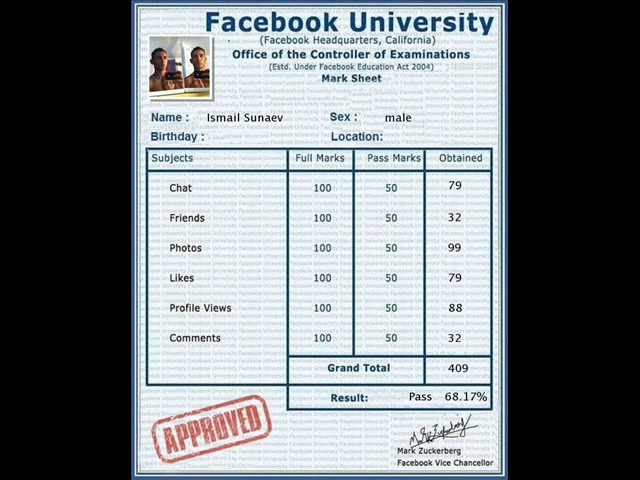 Facebook University
(Facebook Headquarters, California)
Office of the Controller of Examinations
(Estd. Under Facebook Education Act 2004)
Mark Sheet
Name : Ismail Sunaev Sex : male
Birthday : Location:
Subjects Full Marks Pass Marks Obtained
Chat 100 50 79
Friends 100 50 32
Photos 100 50 99
Likes 100 50 79
Profile Views 100 50 88
Comments 100 50 32
Grand Total 409
Result: Pass 68.17%
APPROVED
Mark Zuckerberg
Mark Zuckerberg
Facebook Vice Chancellor